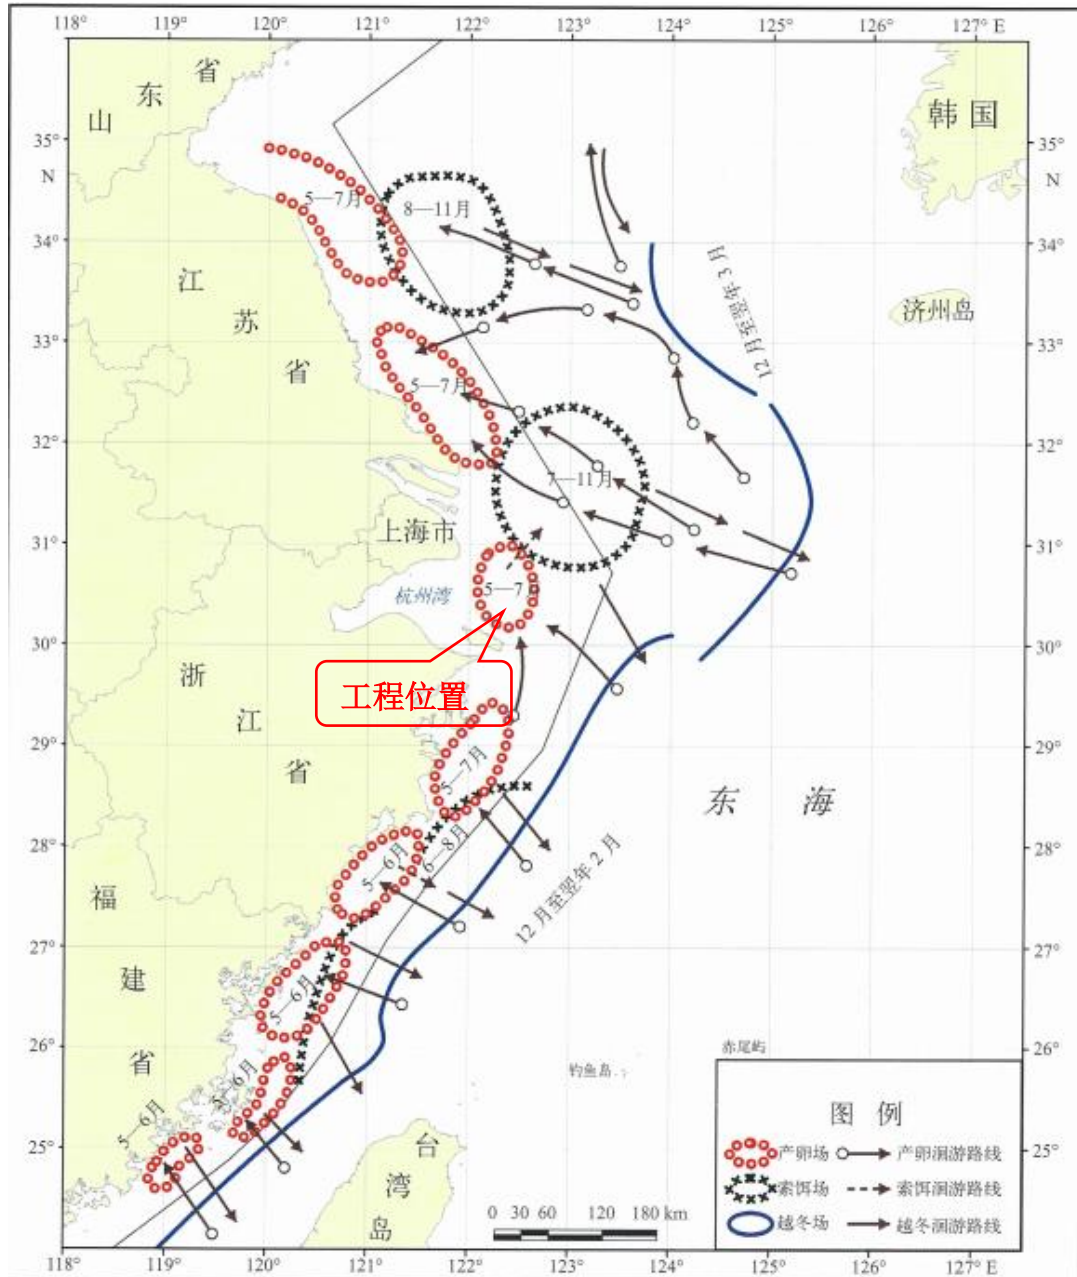 118° 119° 120° 121° 122° 123° 124° 125° 126° 127° E
山 东 省
韩 国
35° 35°
N N
5—7月
8—11月
34° 34°
12 月至翌年 3 月
江 苏 省
济州岛
33° 33°
5—7月
32° 32°
7—11月
上海市
31° 31°
5—7
杭州湾
30° 30°
工程位置
浙 江 省
29° 29°
5—7月
东 海
28° 28°
6—8月
5—6月
12 月至翌年 2 月
福 建 省
27° 27°
5—6月
26° 26°
赤尾屿
钓鱼岛
5—6月
5—6月
25° 25°
台 湾 岛
图 例
产卵场 产卵洄游路线
索饵场 索饵洄游路线
越冬场 越冬洄游路线
0 30 60 120 180 km
118° 119° 120° 121° 122° 123° 124° 125° 126° 127° E